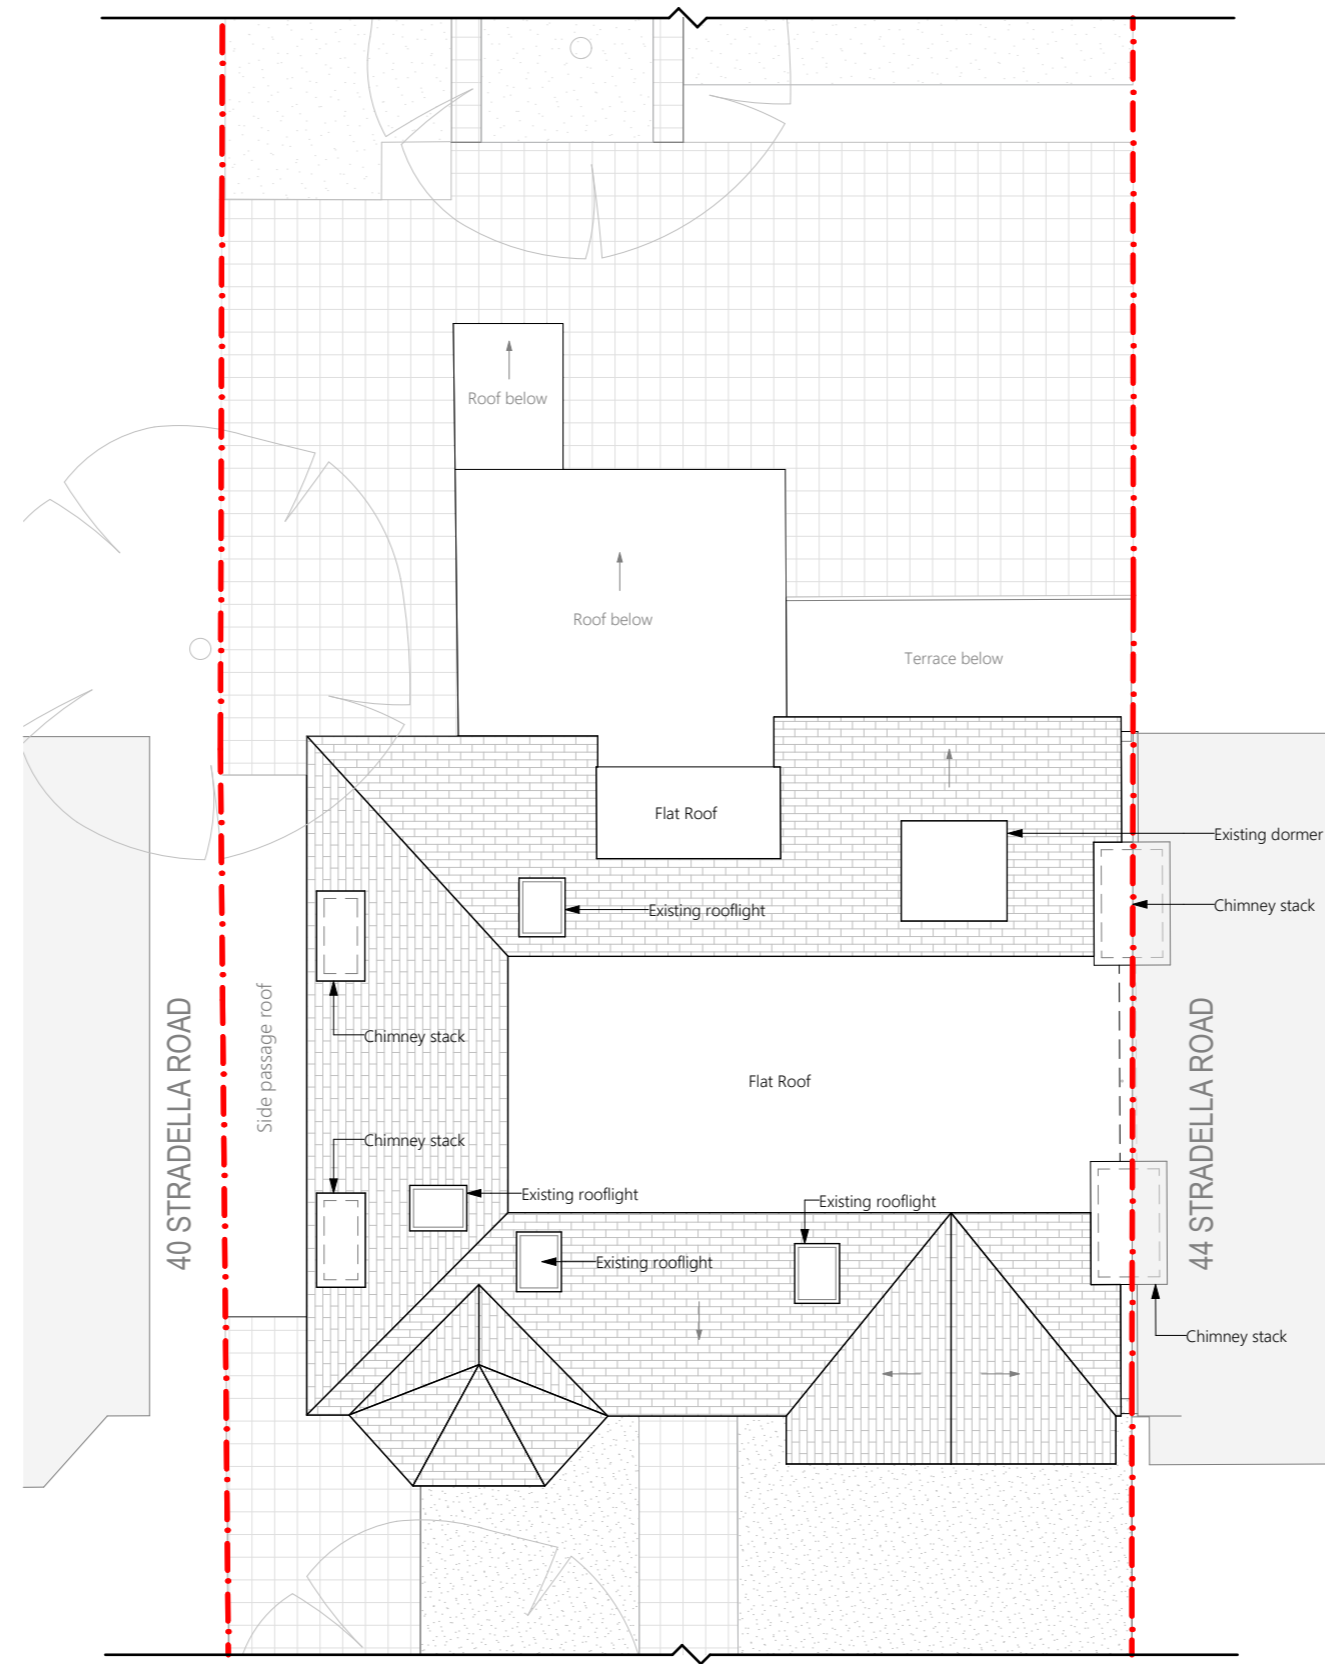 Roof below
Roof below
Terrace below
Flat Roof
Existing dormer
Existing rooflight
Chimney stack
Chimney stack
Side passage roof
40 STRADELLA ROAD
44 STRADELLA ROAD
Flat Roof
Chimney stack
Existing rooflight
Existing rooflight
Existing rooflight
Chimney stack